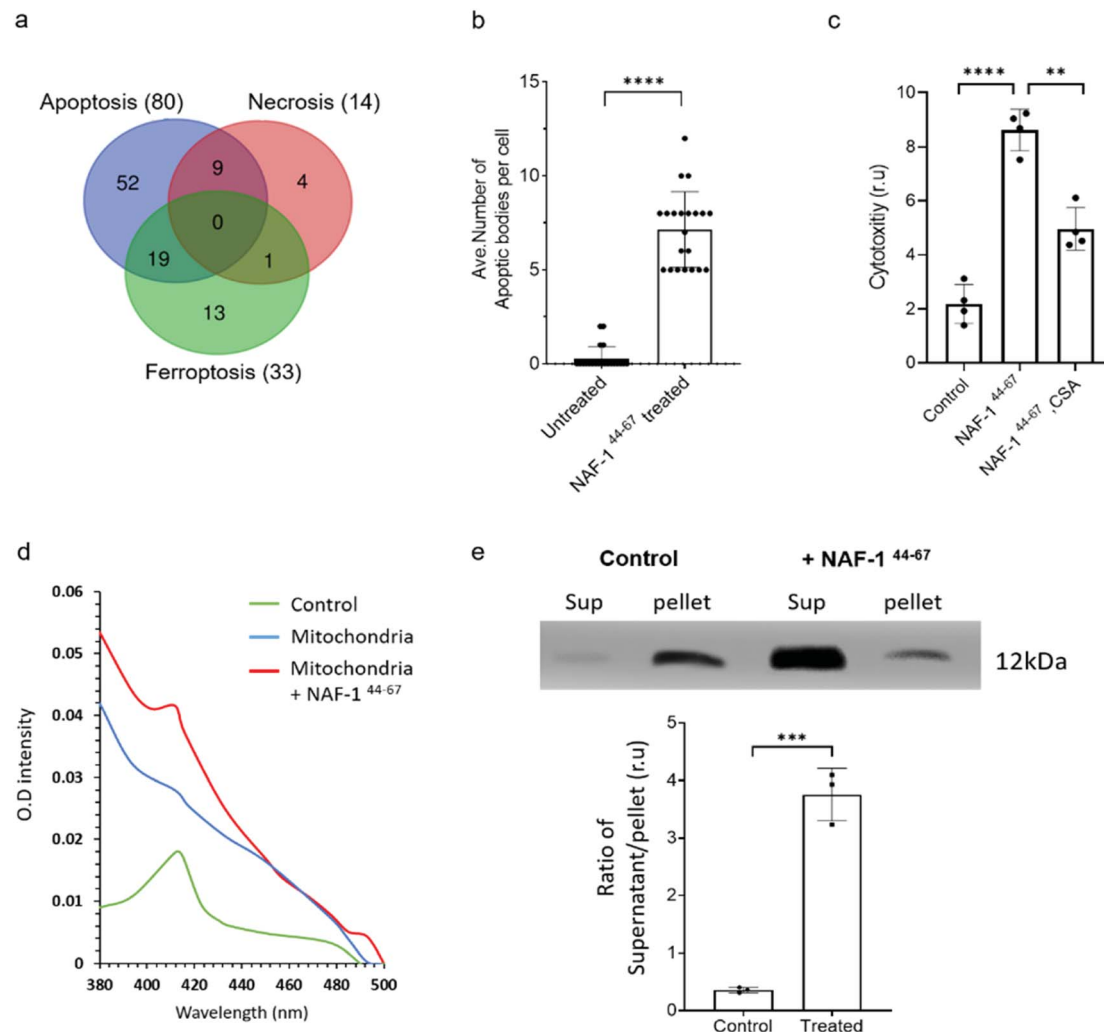 a
Apoptosis (80)
Necrosis (14)
52
9
4
0
19
1
13
Ferroptosis (33)
b
****
Ave.Number of
Apoptic bodies per cell
15
10
5
0
Untreated
NAF-1 44-67 treated
c
**** **
Cytotoxitiy (r.u)
10
8
6
4
2
0
Control
NAF-1 44-67
NAF-1 44-67 ,CSA
d
O.D intensity
0.06
0.05
0.04
0.03
0.02
0.01
0
Control
Mitochondria
Mitochondria
+ NAF-1 44-67
380 400 420 440 460 480 500
Wavelength (nm)
e
Control + NAF-1 44-67
Sup pellet Sup pellet
12kDa
***
Ratio of
Supernatant/pellet (r.u)
5
4
3
2
1
0
Control Treated